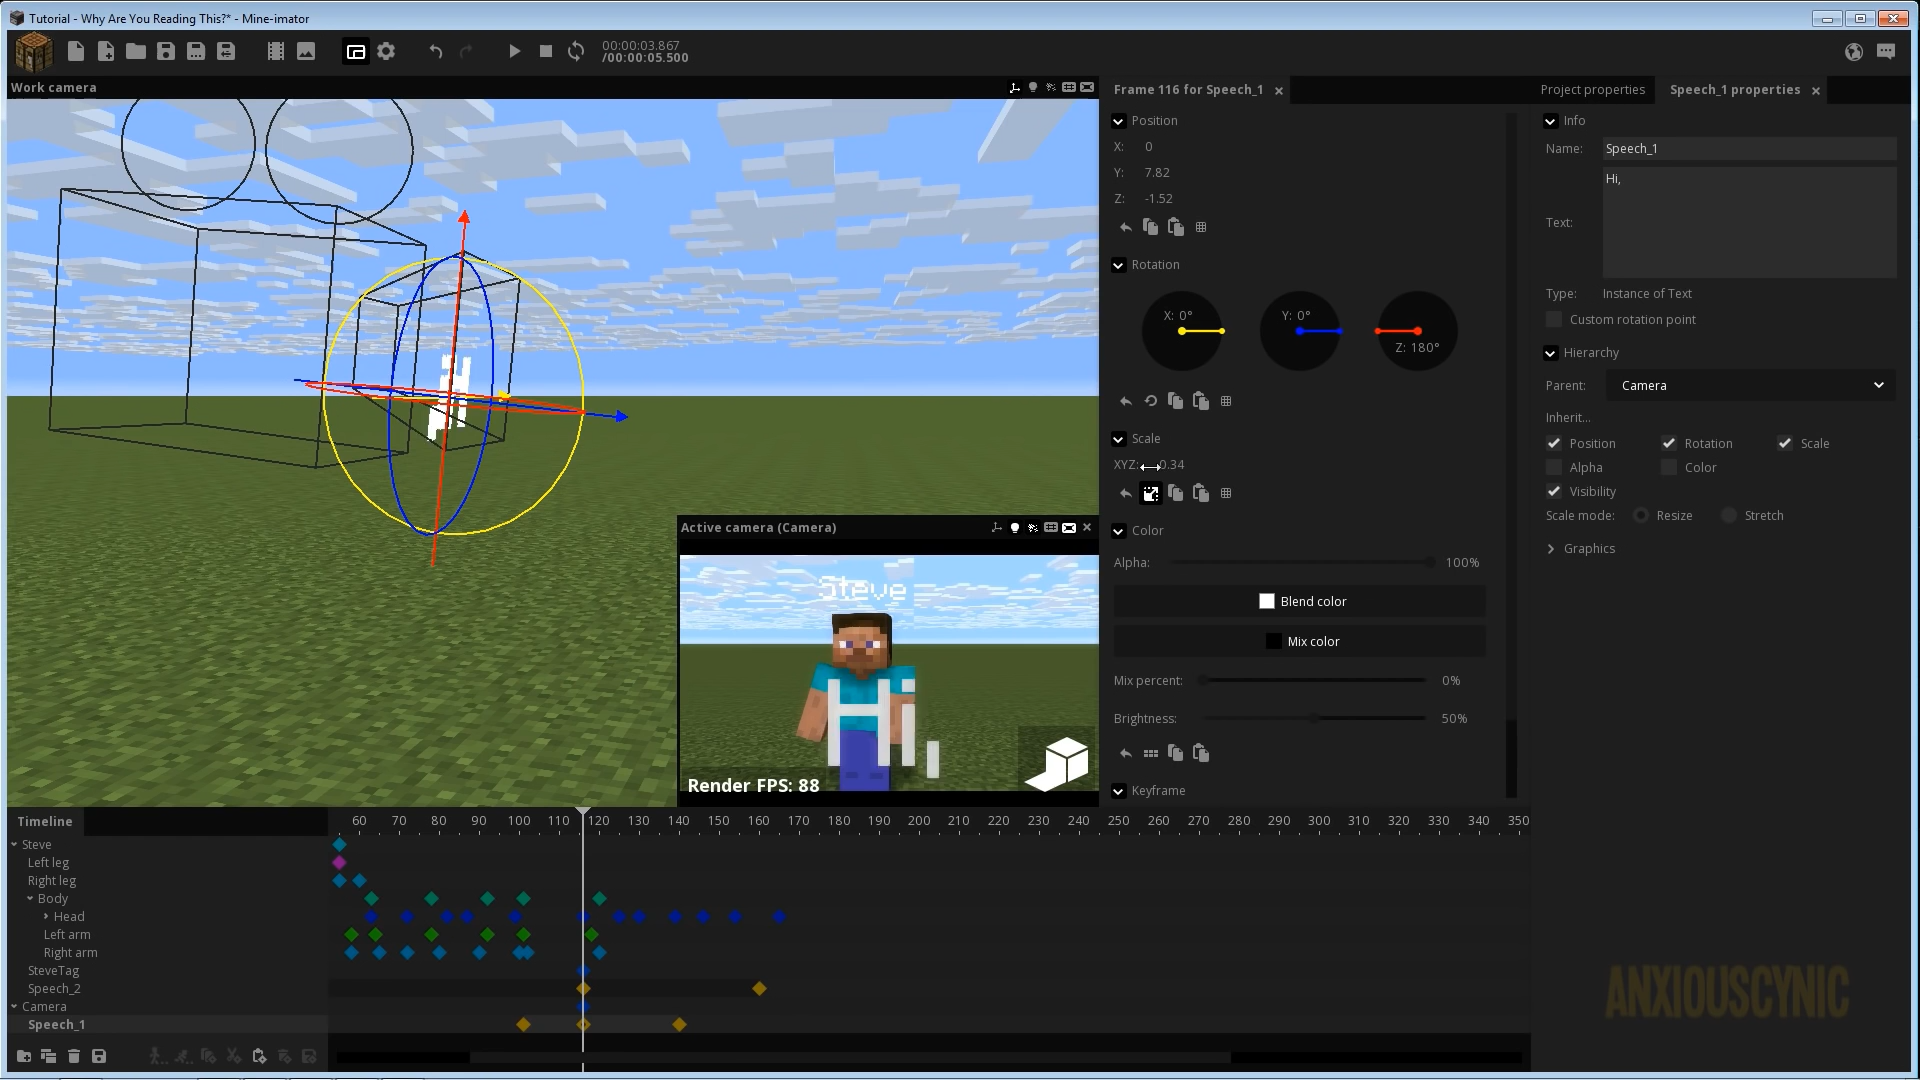 Tutorial - Why Are You Reading This?* - Mine-imator
00:00:03.867
/00:00:05.500
Work camera
Frame 116 for Speech_1
Position
X: 0
Y: 7.82
Z: -1.52
Rotation
X: 0°
Y: 0°
Z: 180°
Scale
XYZ: 0.34
Color
Alpha: 100%
Blend color
Mix color
Mix percent: 0%
Brightness: 50%
Keyframe
Project properties
Speech_1 properties
Info
Name: Speech_1
Text: Hi,
Type: Instance of Text
Custom rotation point
Hierarchy
Parent: Camera
Inherit...
Position Rotation Scale
Alpha Color
Visibility
Scale mode: Resize Stretch
Graphics
Active camera (Camera)
Steve
Hi,
Render FPS: 88
Timeline
60 70 80 90 100 110 120 130 140 150 160 170 180 190 200 210 220 230 240 250 260 270 280 290 300 310 320 330 340 350
Steve
Left leg
Right leg
Body
Head
Left arm
Right arm
SteveTag
Speech_2
Camera
Speech_1
ANXIOUSCYNIC